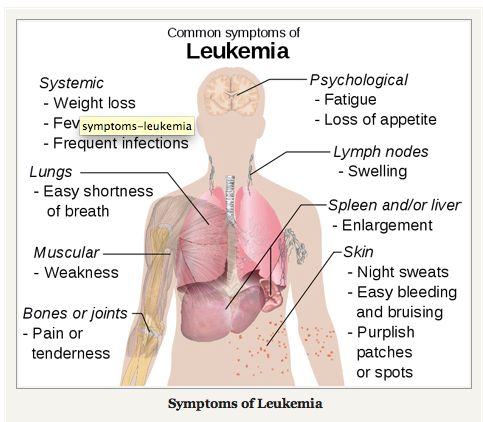 Common symptoms of
Leukemia
Systemic
- Weight loss
- Fev
symptoms-leukemia
- Frequent infections
Lungs
- Easy shortness
of breath
Muscular
- Weakness
Bones or joints
- Pain or
tenderness
Psychological
- Fatigue
- Loss of appetite
Lymph nodes
- Swelling
Spleen and/or liver
- Enlargement
Skin
- Night sweats
- Easy bleeding
and bruising
- Purplish
patches
or spots
Symptoms of Leukemia